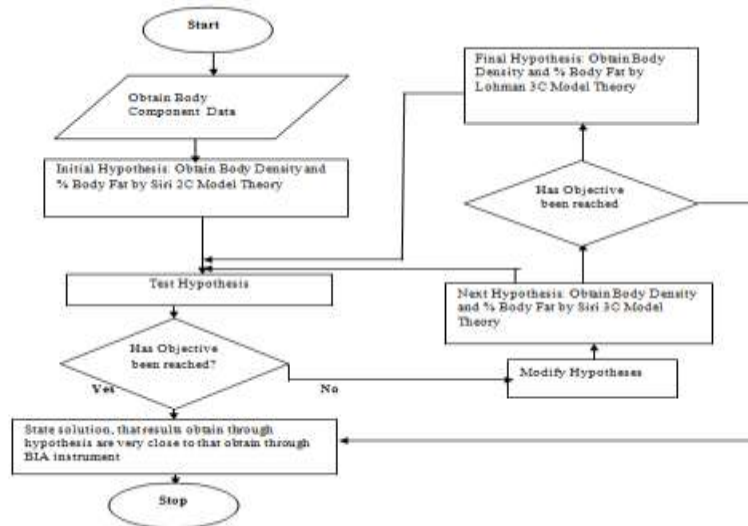 Start
Obtain Body
Component Data
Initial Hypothesis: Obtain Body Density and
% Body Fat by Siri 2C Model Theory
Test Hypothesis
Has Objective
been reached?
Yes
No
State solution, that results obtain through
hypothesis are very close to that obtain through
BIA instrument
Stop
Final Hypothesis: Obtain Body
Density and % Body Fat by
Lohman 3C Model Theory
Has Objective
been reached
Next Hypothesis: Obtain Body Density
and % Body Fat by Siri 3C Model
Theory
Modify Hypotheses